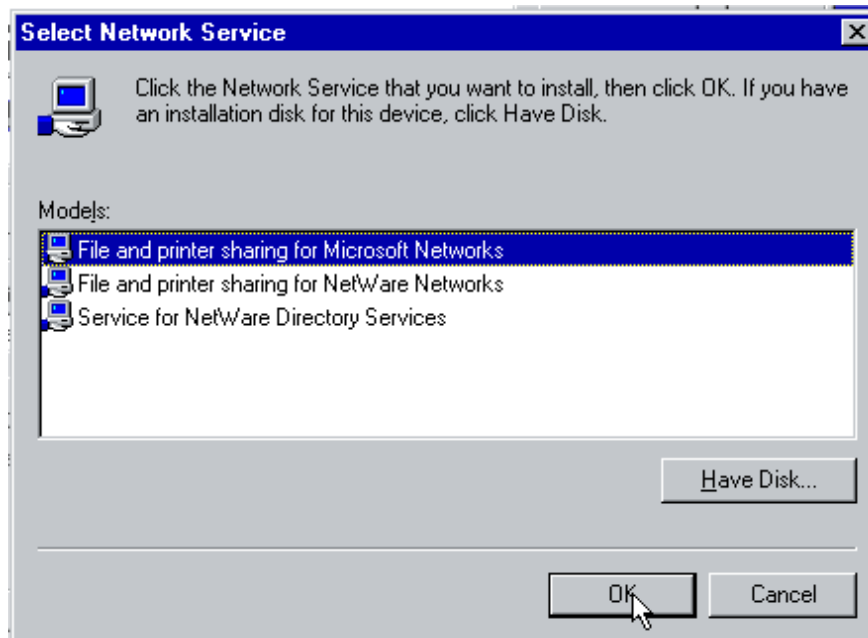 Select Network Service
Click the Network Service that you want to install, then click OK. If you have
an installation disk for this device, click Have Disk.
Models:
File and printer sharing for Microsoft Networks
File and printer sharing for NetWare Networks
Service for NetWare Directory Services
Have Disk...
OK
Cancel